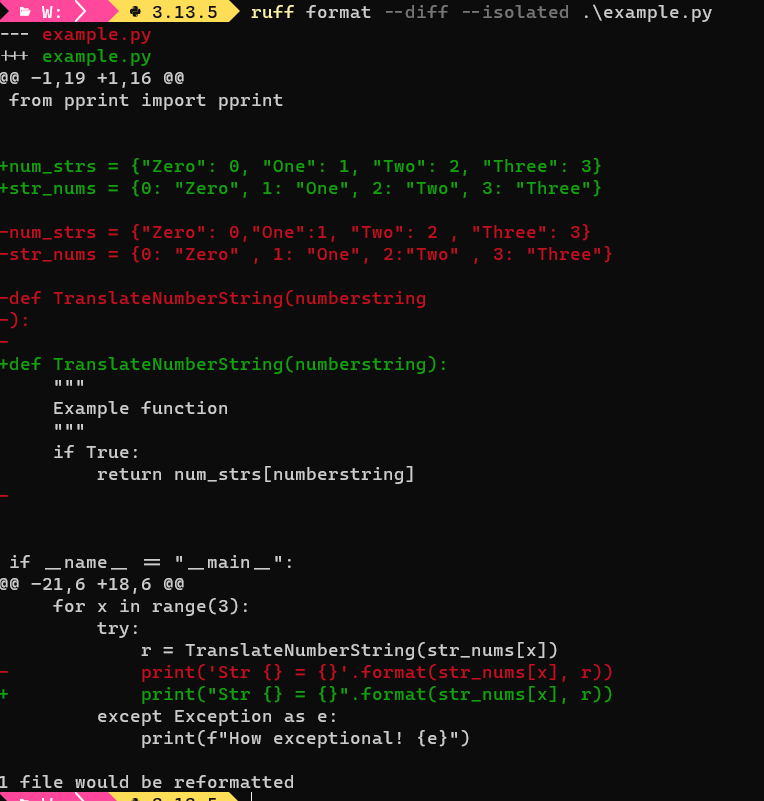 W: 3.13.5 ruff format --diff --isolated .\example.py
--- example.py
+++ example.py
@@ -1,19 +1,16 @@
 from pprint import pprint
+num_strs = {"Zero": 0, "One": 1, "Two": 2, "Three": 3}
+str_nums = {0: "Zero", 1: "One", 2: "Two", 3: "Three"}
-num_strs = {"Zero": 0,"One":1, "Two": 2 , "Three": 3}
-str_nums = {0: "Zero" , 1: "One", 2:"Two" , 3: "Three"}
-def TranslateNumberString(numberstring
-):
-
+def TranslateNumberString(numberstring):
     """
     Example function
     """
     if True:
         return num_strs[numberstring]
-
 if __name__ == "__main__":
@@ -21,6 +18,6 @@
     for x in range(3):
         try:
             r = TranslateNumberString(str_nums[x])
-            print('Str {} = {}'.format(str_nums[x], r))
+            print("Str {} = {}".format(str_nums[x], r))
         except Exception as e:
             print(f"How exceptional! {e}")
1 file would be reformatted
W: 3.13.5